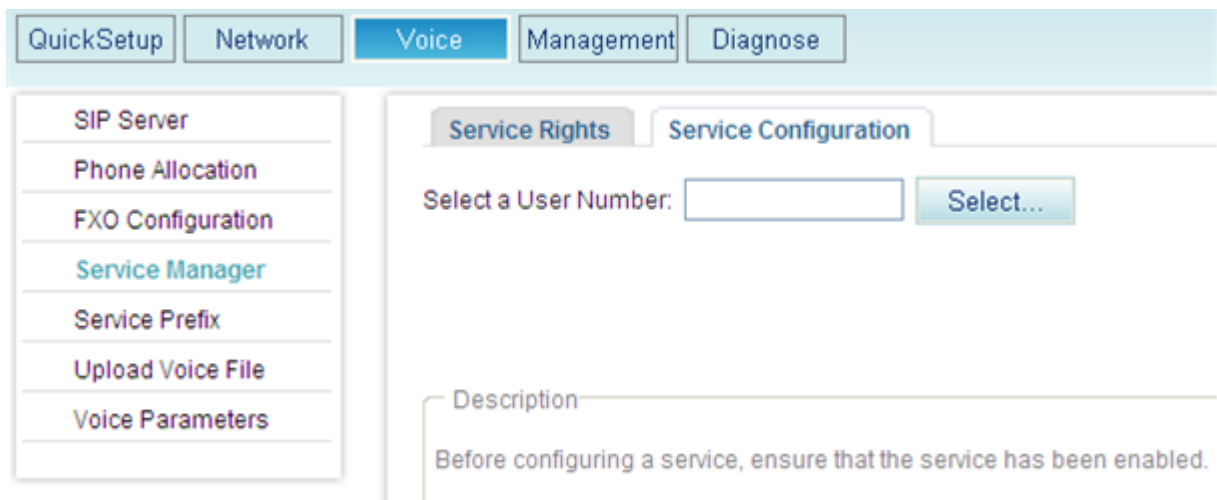 QuickSetup Network Voice Management Diagnose
SIP Server
Phone Allocation
FXO Configuration
Service Manager
Service Prefix
Upload Voice File
Voice Parameters
Service Rights Service Configuration
Select a User Number: Select...
Description
Before configuring a service, ensure that the service has been enabled.